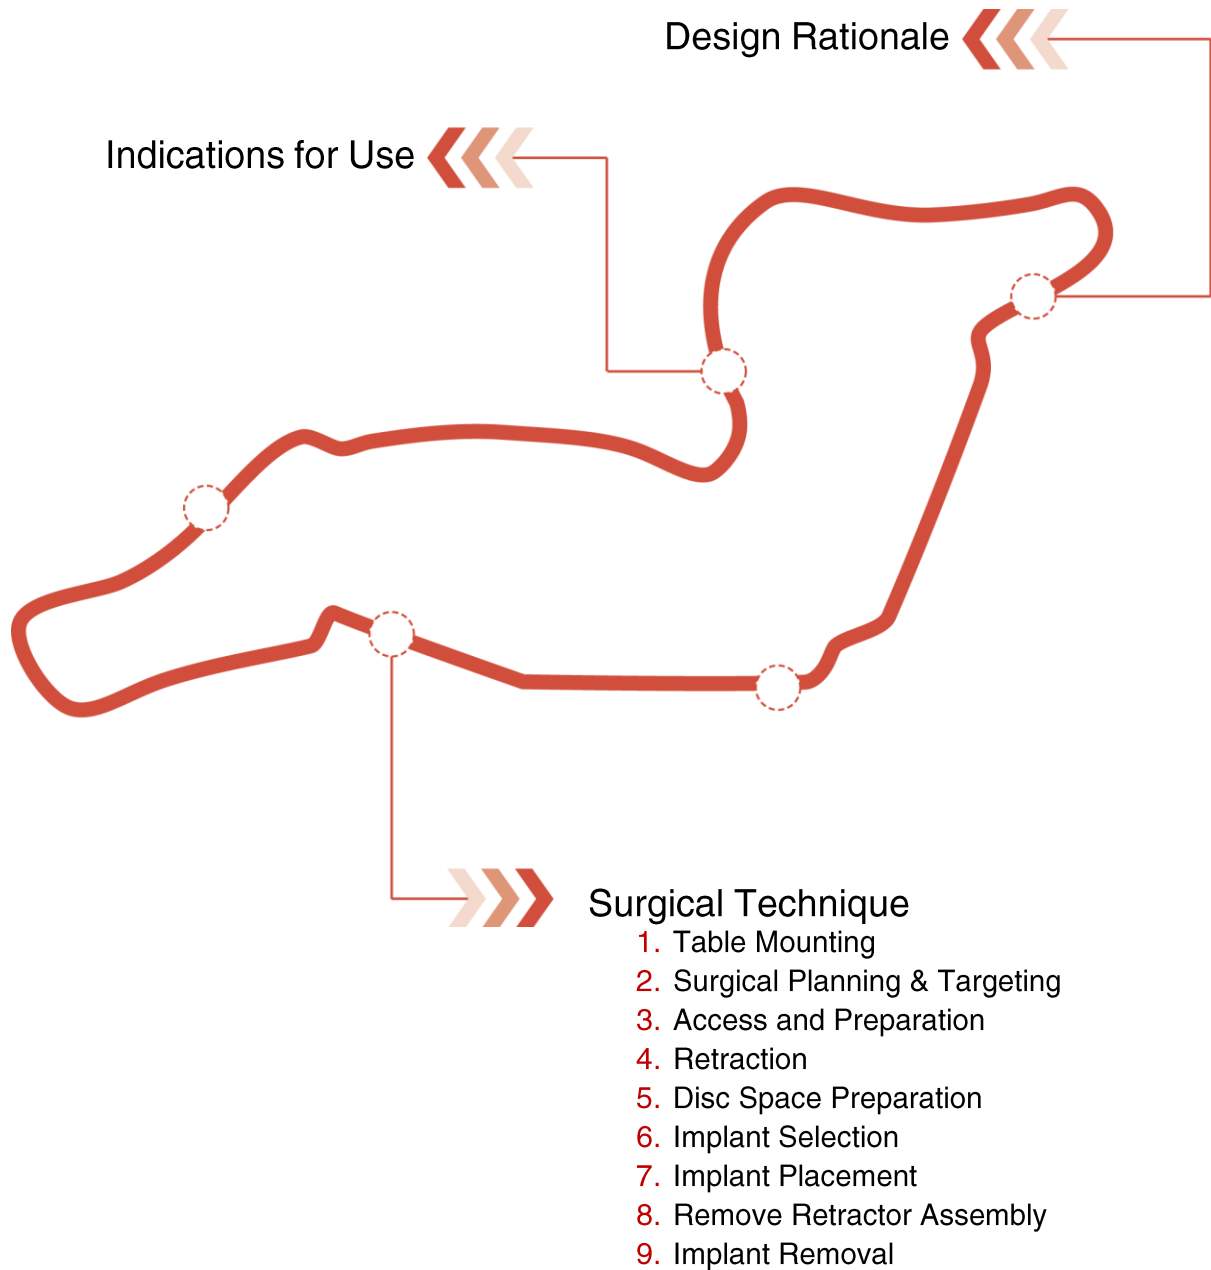 Design Rationale
Indications for Use
Surgical Technique
1. Table Mounting
2. Surgical Planning & Targeting
3. Access and Preparation
4. Retraction
5. Disc Space Preparation
6. Implant Selection
7. Implant Placement
8. Remove Retractor Assembly
9. Implant Removal